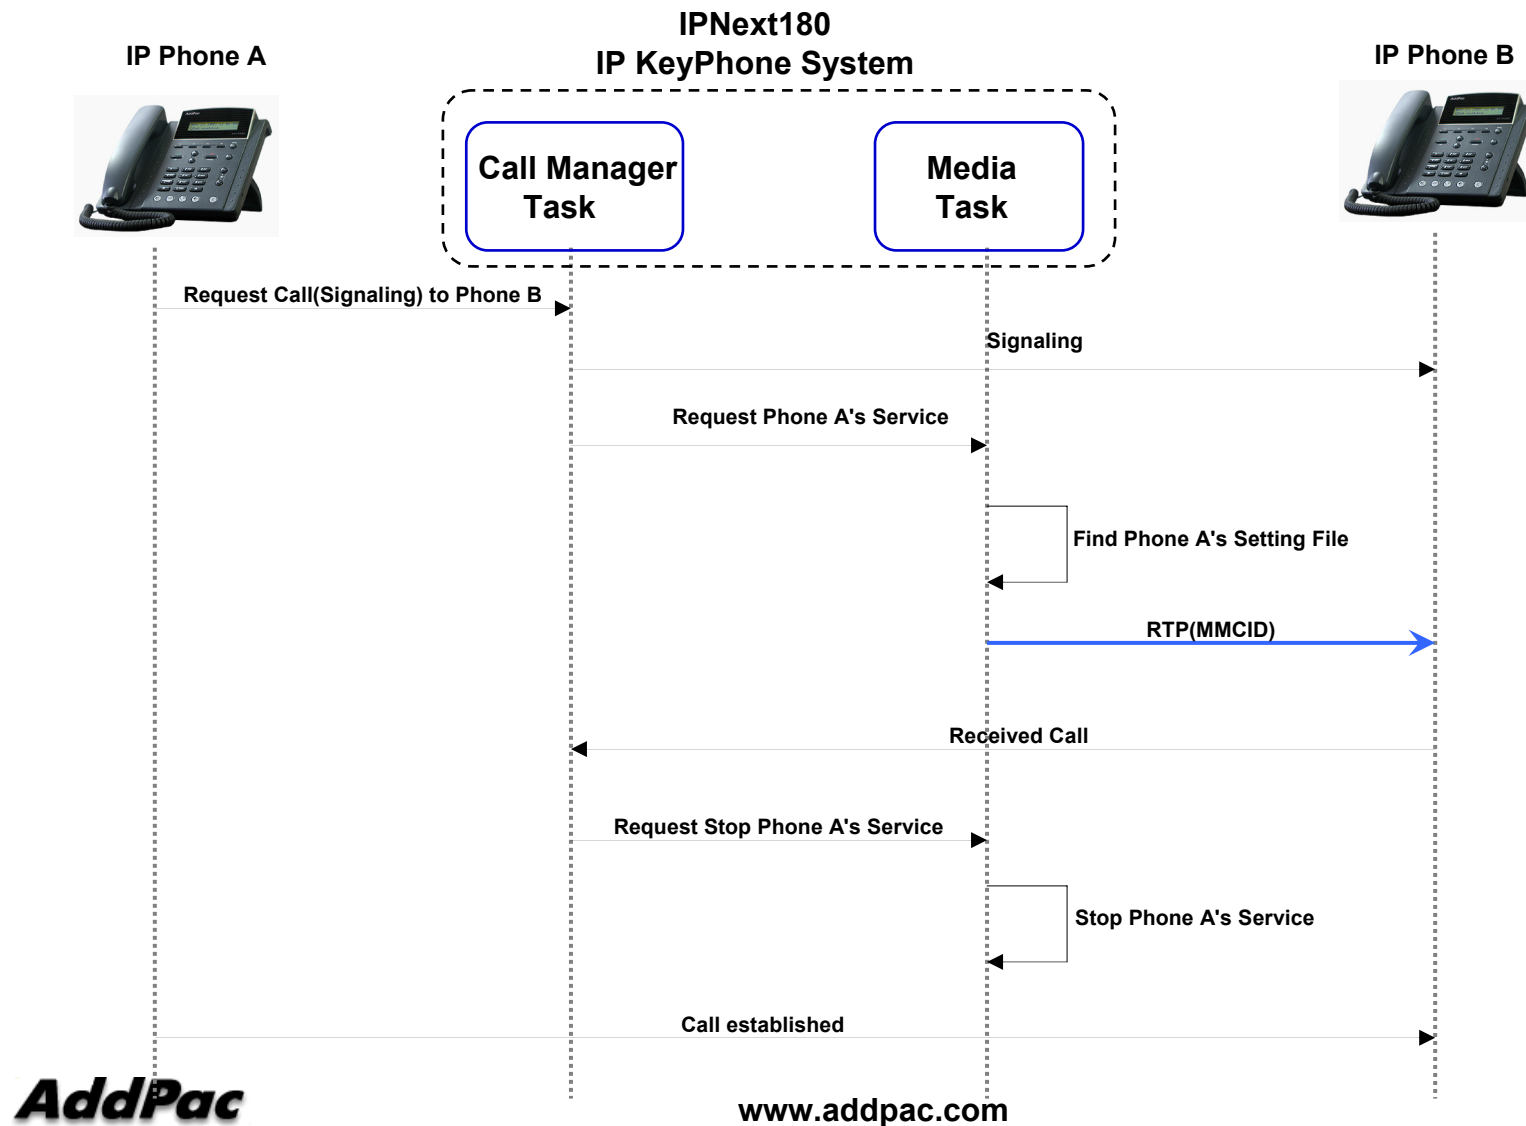 IPNext180
IP KeyPhone System
IP Phone A
IP Phone B
Call Manager
Task
Media
Task
Request Call(Signaling) to Phone B
Signaling
Request Phone A's Service
Find Phone A's Setting File
RTP(MMCID)
Received Call
Request Stop Phone A's Service
Stop Phone A's Service
Call established
AddPac
www.addpac.com